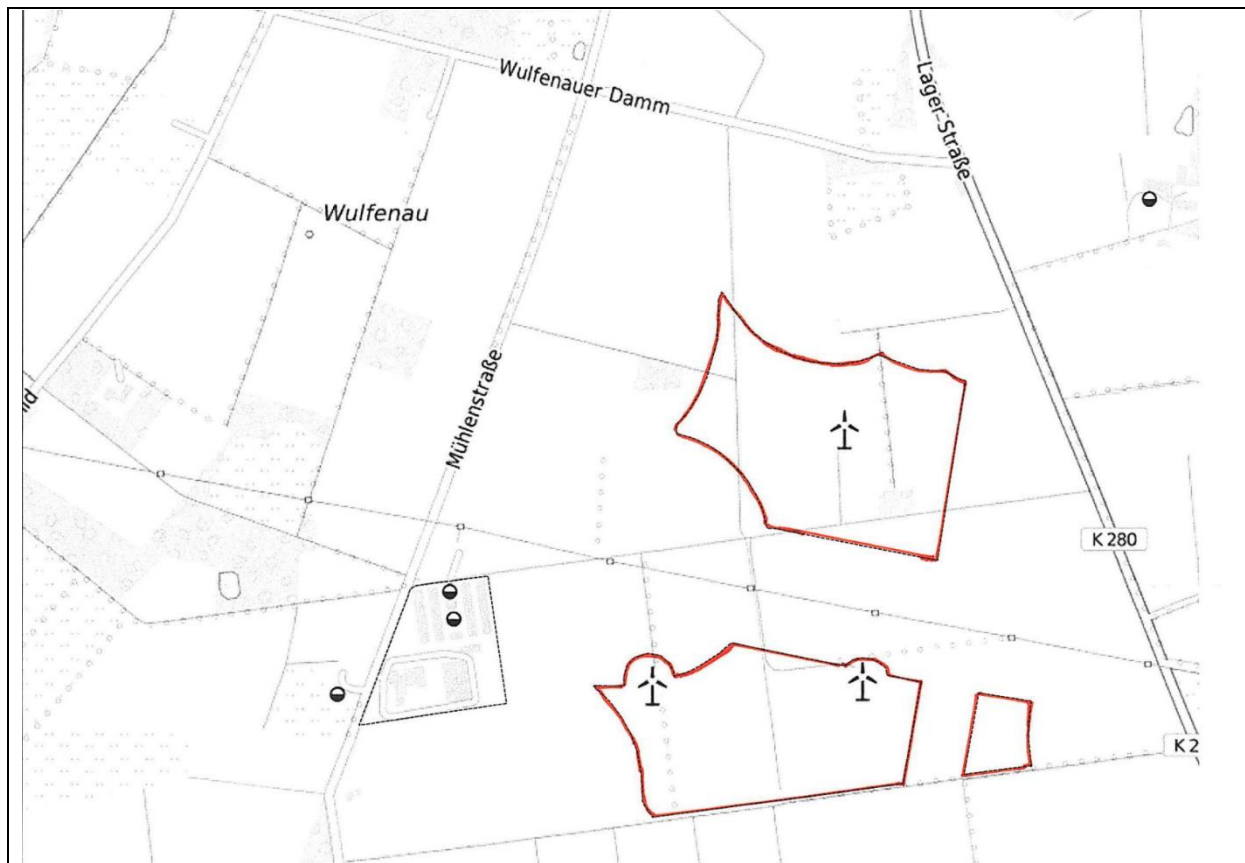 Wulfenauer Damm
Lager-Straße
Wulfenau
Mühlenstraße
K 280
K 2